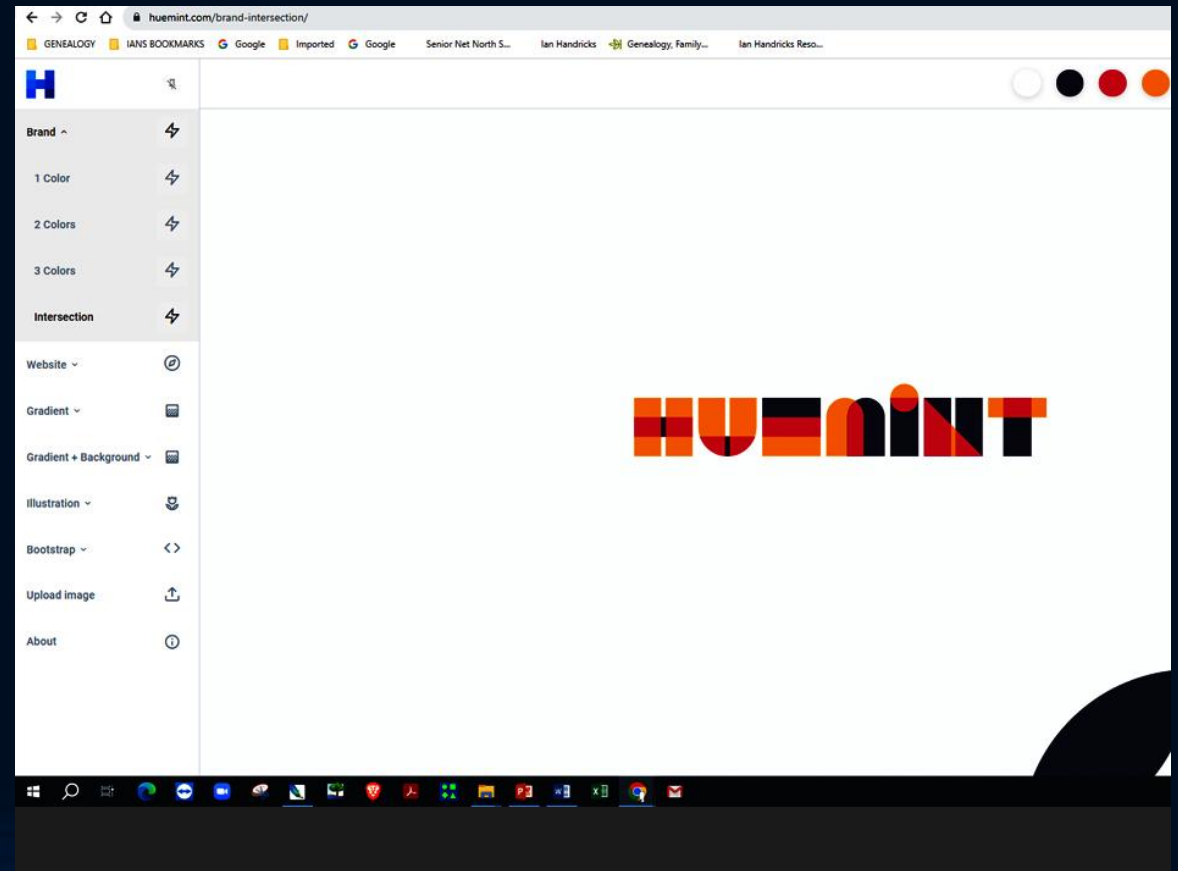 huemint.com/brand-intersection/
GENEALOGY IANS BOOKMARKS Google Imported Google Senior Net North S... Ian Handricks Genealogy, Family,... Ian Handricks Reso...
H
Brand
1 Color
2 Colors
3 Colors
Intersection
Website
Gradient
Gradient + Background
Illustration
Bootstrap
Upload image
About
HUEMINT